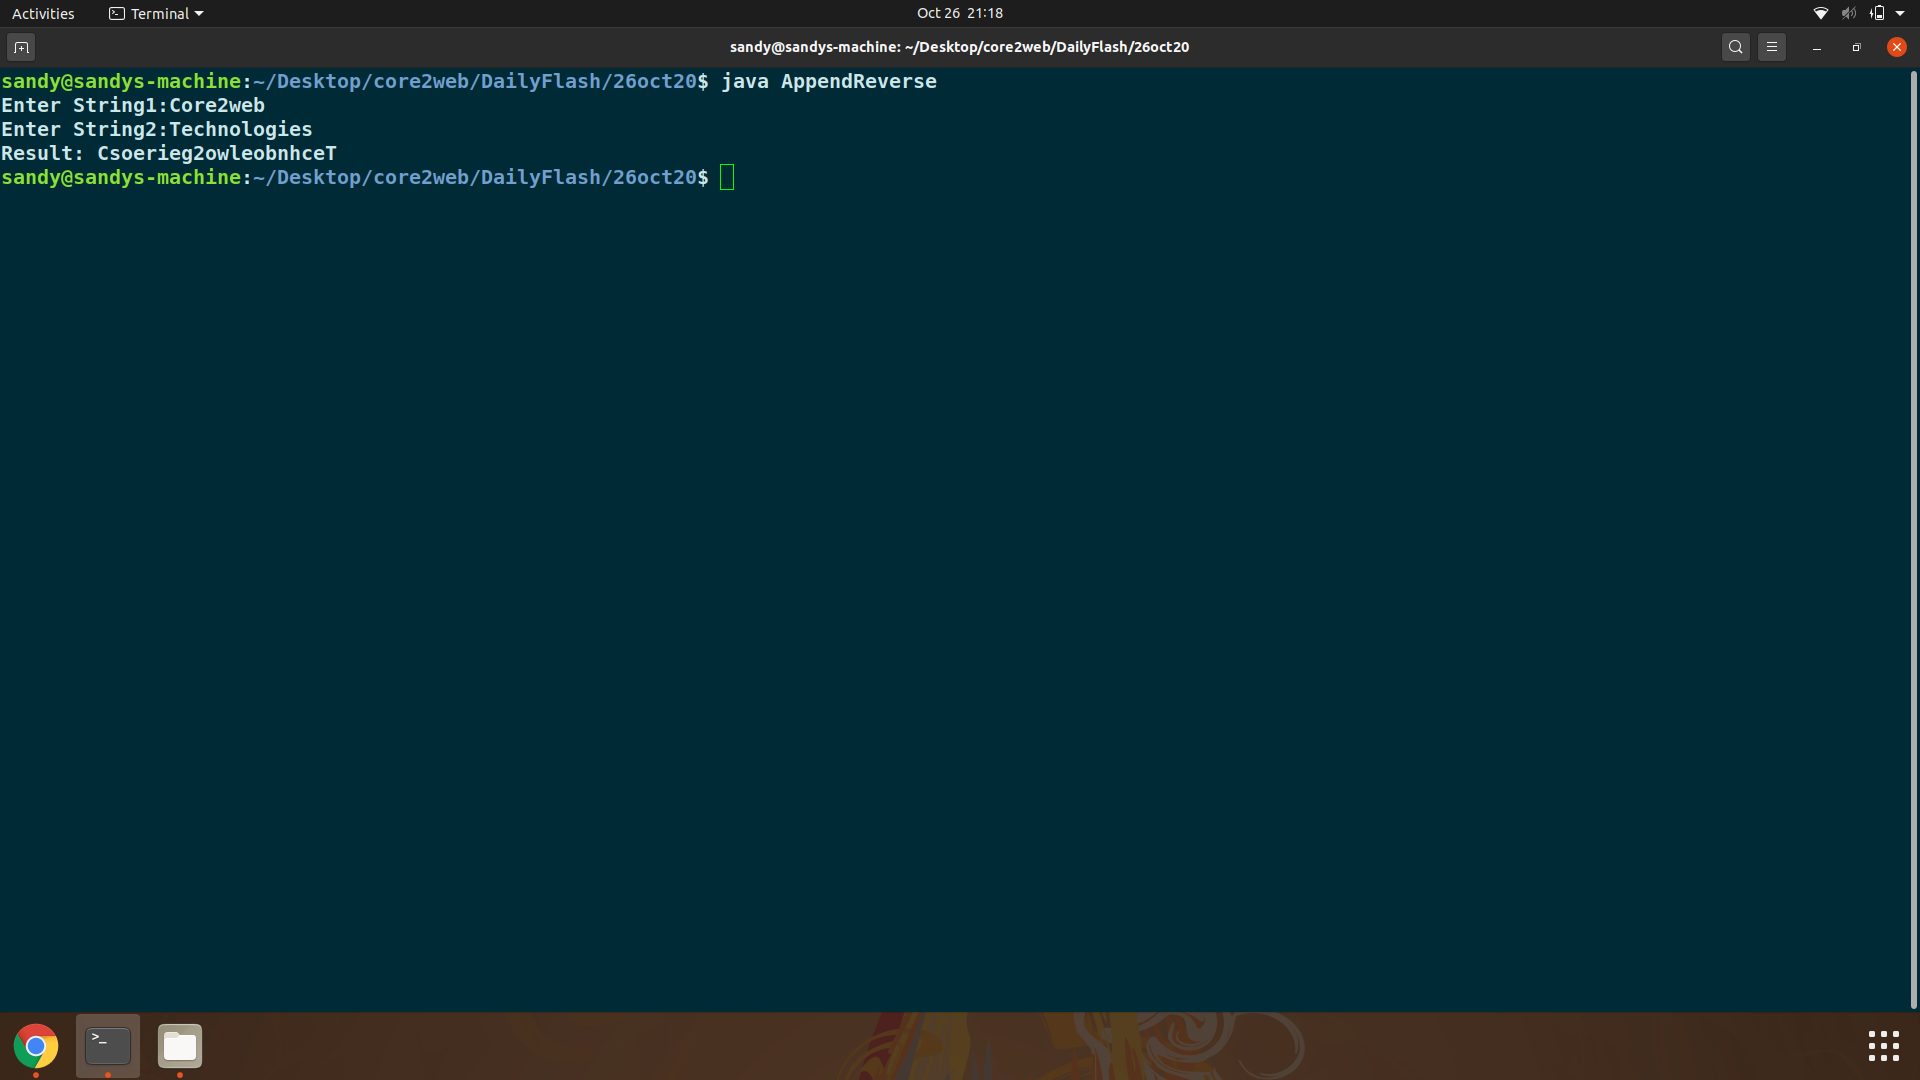 Activities Terminal Oct 26 21:18
sandy@sandys-machine: ~/Desktop/core2web/DailyFlash/26oct20
sandy@sandys-machine:~/Desktop/core2web/DailyFlash/26oct20$ java AppendReverse
Enter String1:Core2web
Enter String2:Technologies
Result: Csoerieg2owleobnhceT
sandy@sandys-machine:~/Desktop/core2web/DailyFlash/26oct20$